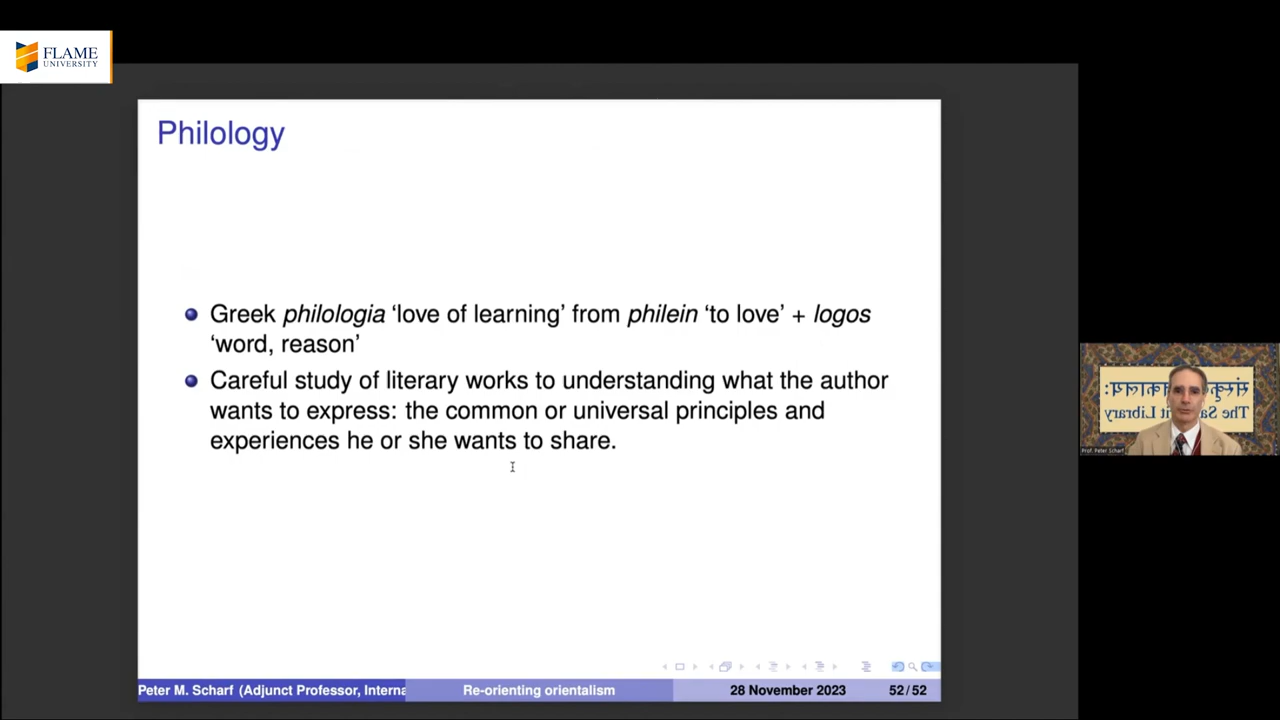 FLAME
UNIVERSITY
Philology
Greek philologia ‘love of learning’ from philein ‘to love’ + logos
‘word, reason’
Careful study of literary works to understanding what the author
wants to express: the common or universal principles and
experiences he or she wants to share.
संस्कृ कालयः
The Sa it Library
Prof. Peter Scharf
Peter M. Scharf (Adjunct Professor, Interna
Re-orienting orientalism
28 November 2023
52 / 52